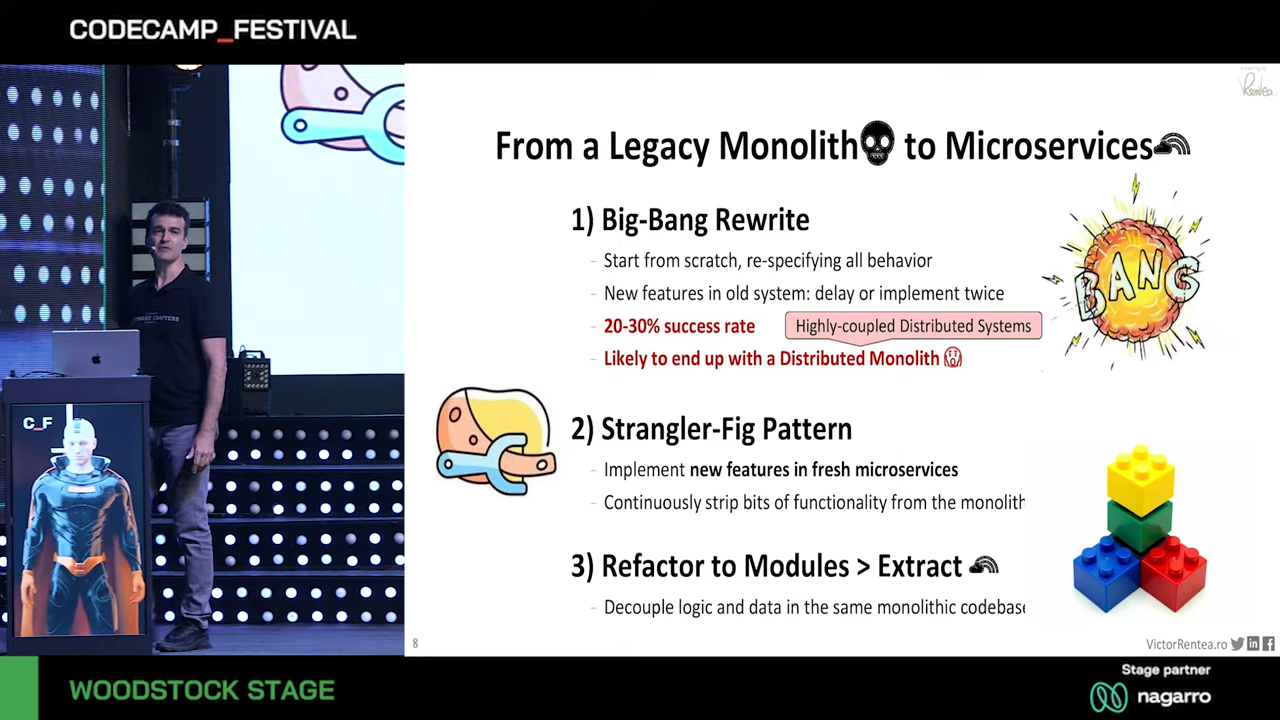 CODECAMP_FESTIVAL
a training by
From a Legacy Monolith to Microservices
1) Big-Bang Rewrite
- Start from scratch, re-specifying all behavior
- New features in old system: delay or implement twice
- 20-30% success rate
Highly-coupled Distributed Systems
- Likely to end up with a Distributed Monolith
BANG
2) Strangler-Fig Pattern
- Implement new features in fresh microservices
- Continuously strip bits of functionality from the monolith
3) Refactor to Modules > Extract
- Decouple logic and data in the same monolithic codebase
8
VictorRentea.ro
C_F
WOODSTOCK STAGE
Stage partner
nagarro